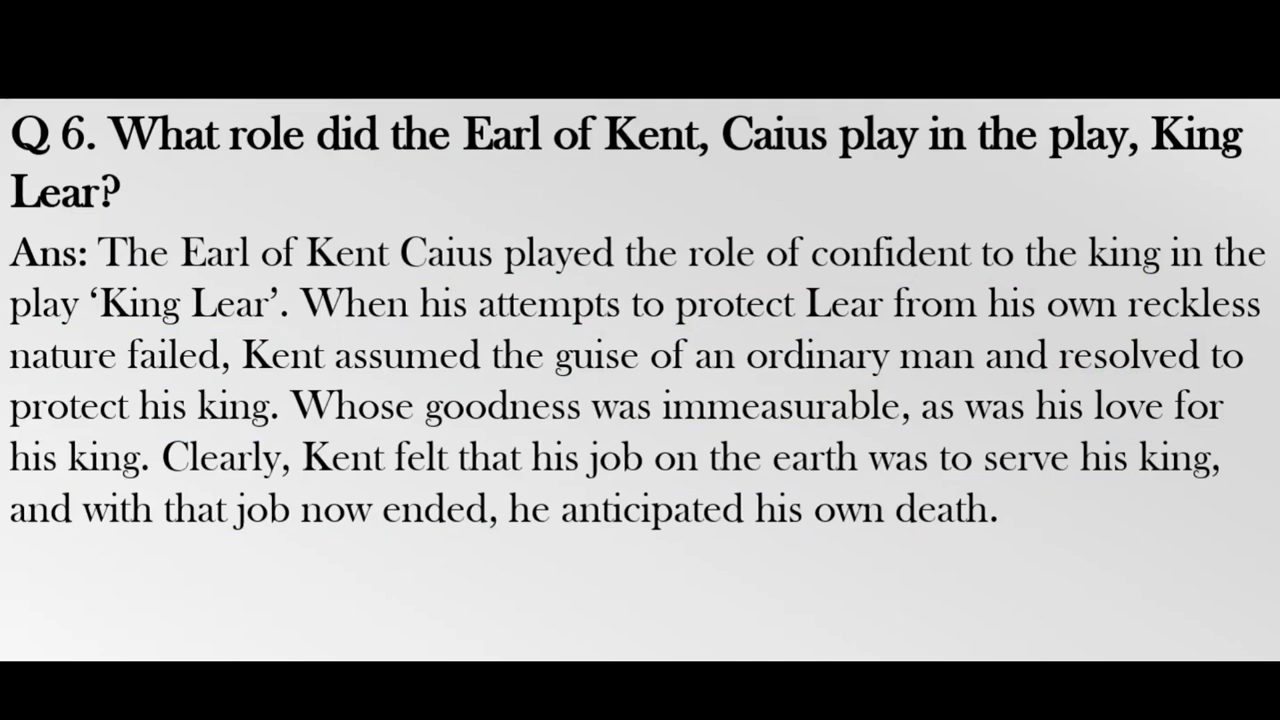 Q 6. What role did the Earl of Kent, Caius play in the play, King
Lear?
Ans: The Earl of Kent Caius played the role of confident to the king in the
play ‘King Lear’. When his attempts to protect Lear from his own reckless
nature failed, Kent assumed the guise of an ordinary man and resolved to
protect his king. Whose goodness was immeasurable, as was his love for
his king. Clearly, Kent felt that his job on the earth was to serve his king,
and with that job now ended, he anticipated his own death.